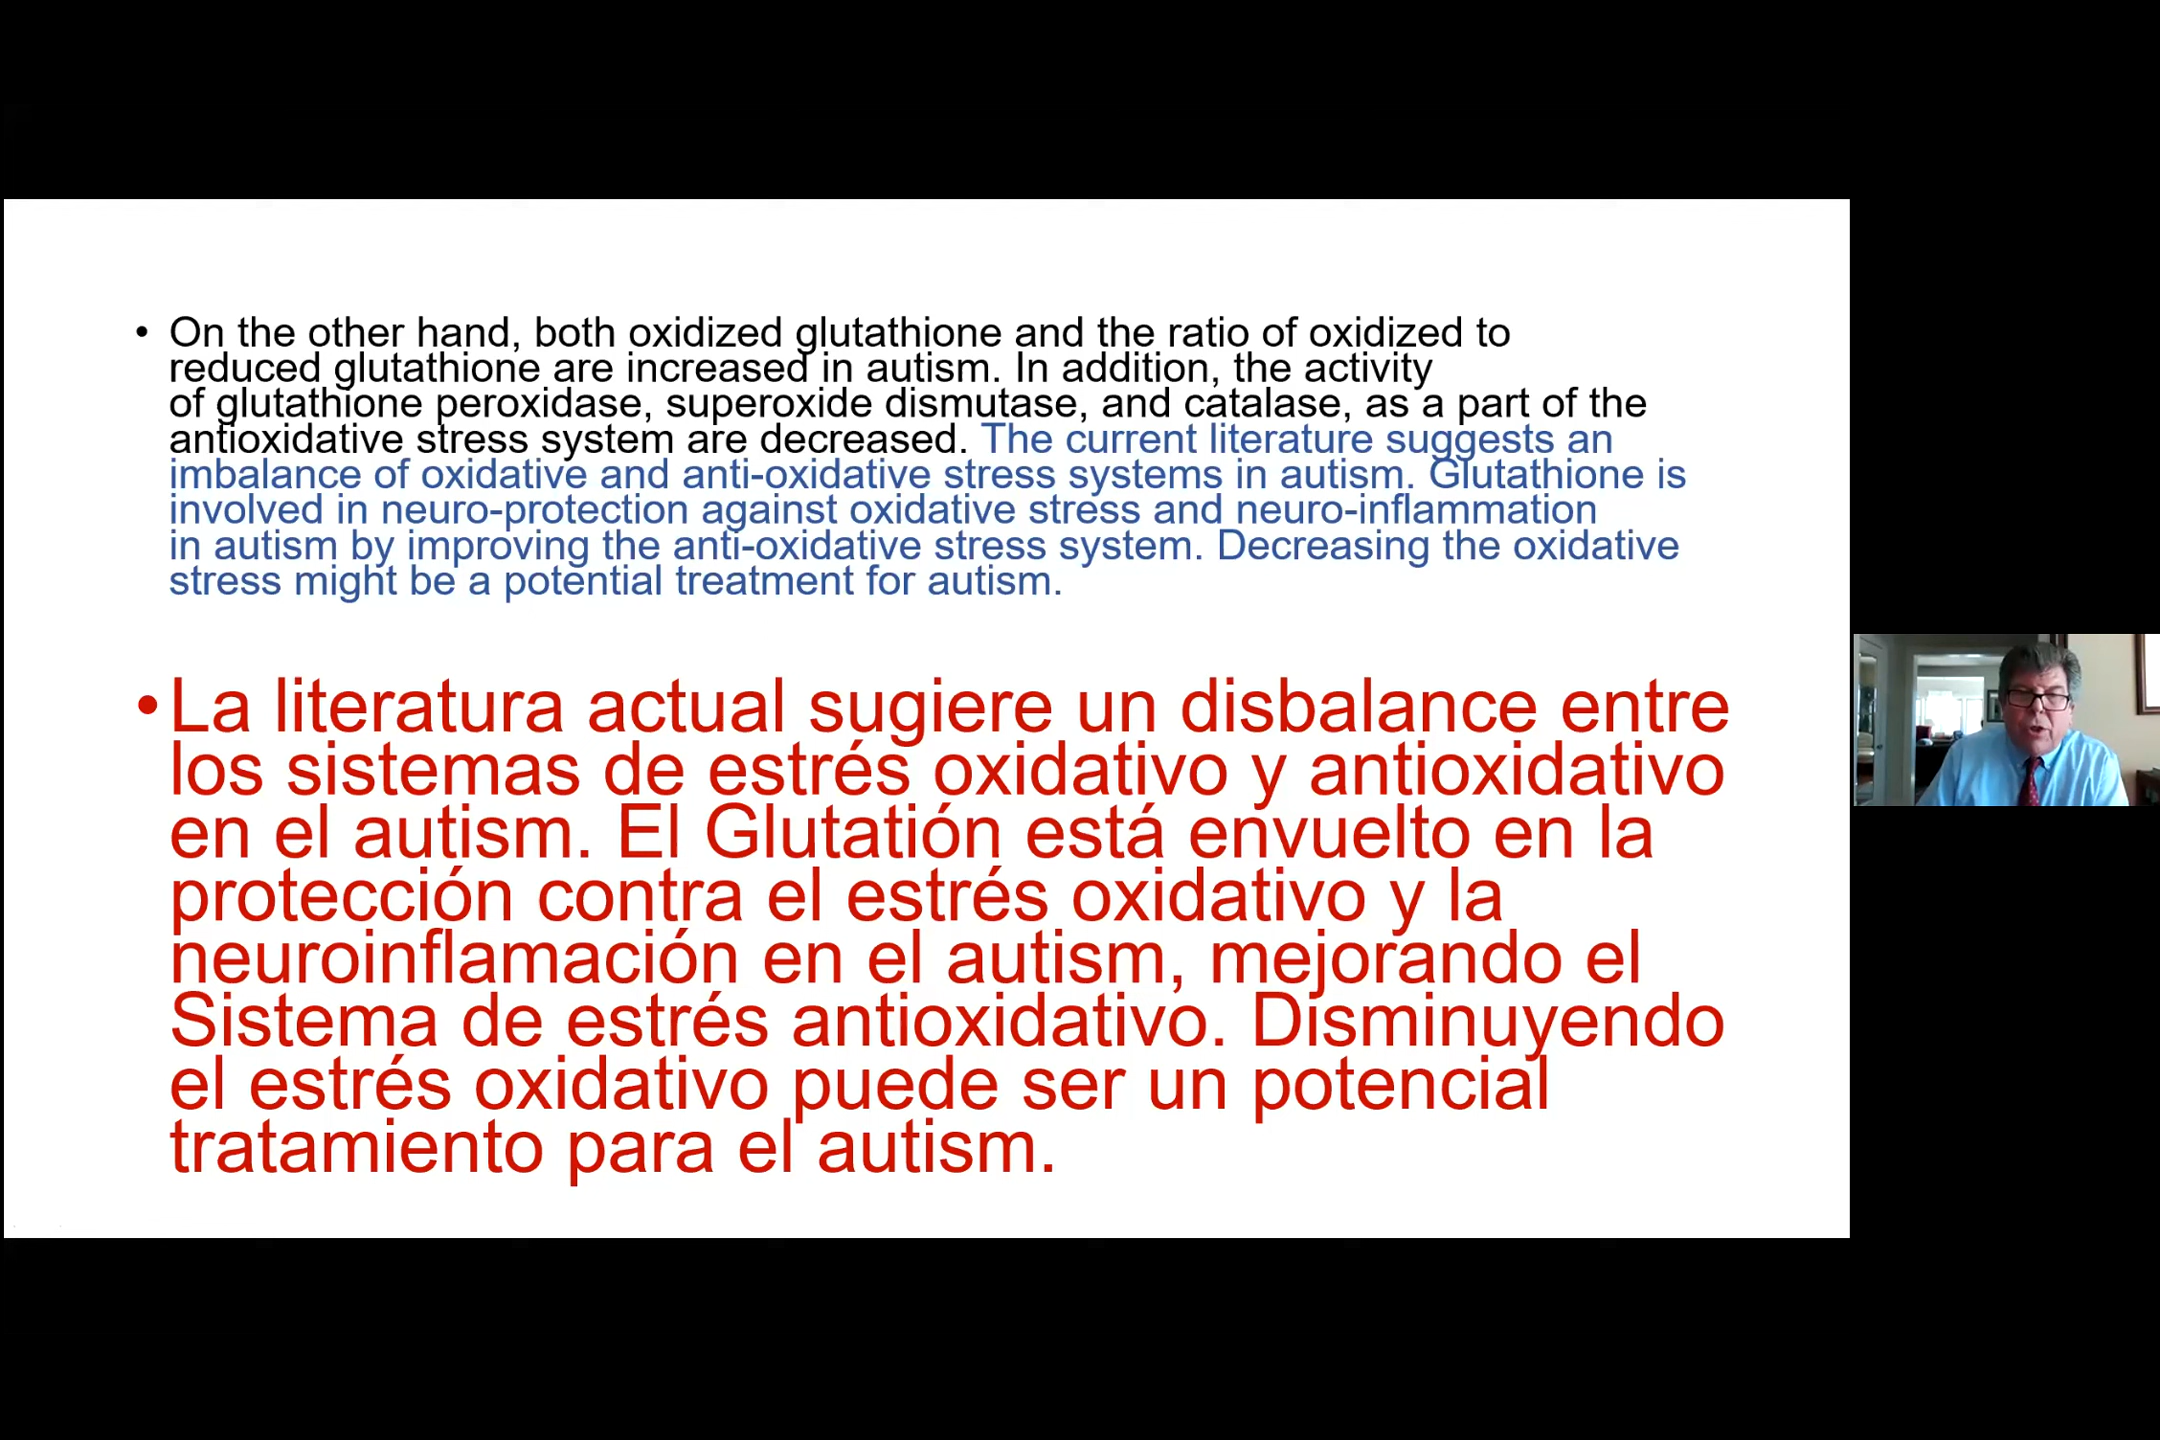 • On the other hand, both oxidized glutathione and the ratio of oxidized to
reduced glutathione are increased in autism. In addition, the activity
of glutathione peroxidase, superoxide dismutase, and catalase, as a part of the
antioxidative stress system are decreased. The current literature suggests an
imbalance of oxidative and anti-oxidative stress systems in autism. Glutathione is
involved in neuro-protection against oxidative stress and neuro-inflammation
in autism by improving the anti-oxidative stress system. Decreasing the oxidative
stress might be a potential treatment for autism.
• La literatura actual sugiere un disbalance entre
los sistemas de estrés oxidativo y antioxidativo
en el autism. El Glutatión está envuelto en la
protección contra el estrés oxidativo y la
neuroinflamación en el autism, mejorando el
Sistema de estrés antioxidativo. Disminuyendo
el estrés oxidativo puede ser un potencial
tratamiento para el autism.